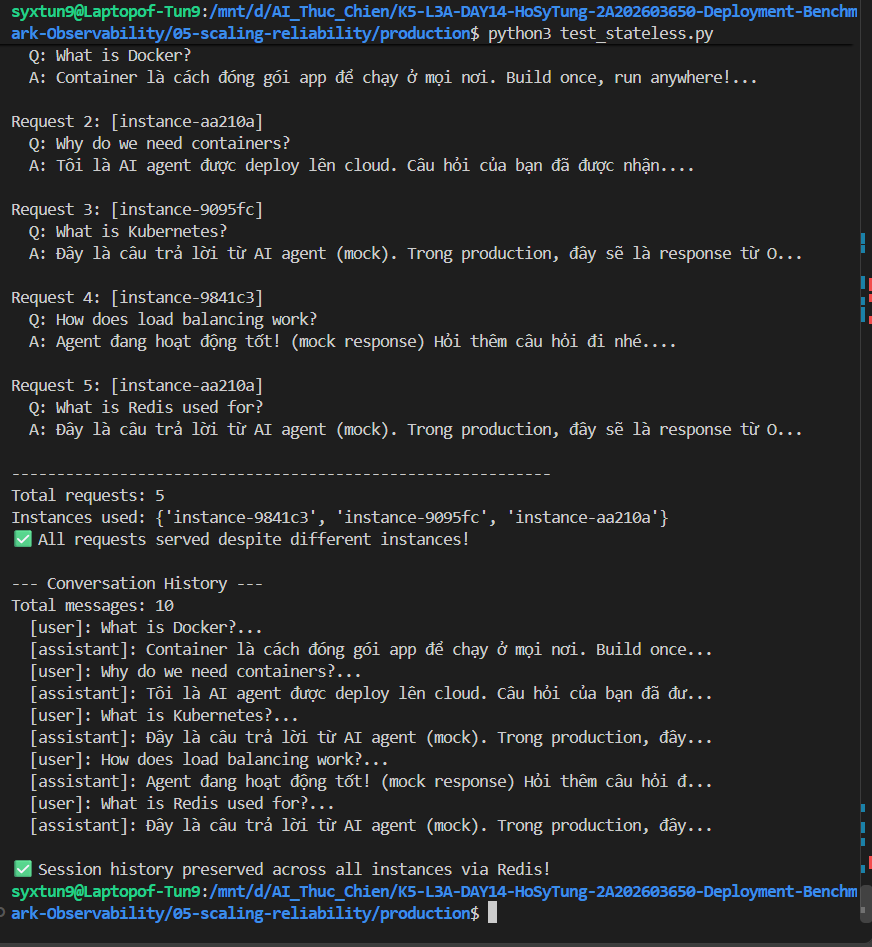 syxtun9@Laptopof-Tun9:/mnt/d/AI_Thuc_Chien/K5-L3A-DAY14-HoSyTung-2A202603650-Deployment-Benchm
ark-Observability/05-scaling-reliability/production$ python3 test_stateless.py
Q: What is Docker?
A: Container là cách đóng gói app để chạy ở mọi nơi. Build once, run anywhere!...
Request 2: [instance-aa210a]
Q: Why do we need containers?
A: Tôi là AI agent được deploy lên cloud. Câu hỏi của bạn đã được nhận....
Request 3: [instance-9095fc]
Q: What is Kubernetes?
A: Đây là câu trả lời từ AI agent (mock). Trong production, đây sẽ là response từ O...
Request 4: [instance-9841c3]
Q: How does load balancing work?
A: Agent đang hoạt động tốt! (mock response) Hỏi thêm câu hỏi đi nhé....
Request 5: [instance-aa210a]
Q: What is Redis used for?
A: Đây là câu trả lời từ AI agent (mock). Trong production, đây sẽ là response từ O...
------------------------------------------------------------
Total requests: 5
Instances used: {'instance-9841c3', 'instance-9095fc', 'instance-aa210a'}
✅ All requests served despite different instances!
--- Conversation History ---
Total messages: 10
[user]: What is Docker?...
[assistant]: Container là cách đóng gói app để chạy ở mọi nơi. Build once...
[user]: Why do we need containers?...
[assistant]: Tôi là AI agent được deploy lên cloud. Câu hỏi của bạn đã đư...
[user]: What is Kubernetes?...
[assistant]: Đây là câu trả lời từ AI agent (mock). Trong production, đây...
[user]: How does load balancing work?...
[assistant]: Agent đang hoạt động tốt! (mock response) Hỏi thêm câu hỏi đ...
[user]: What is Redis used for?...
[assistant]: Đây là câu trả lời từ AI agent (mock). Trong production, đây...
✅ Session history preserved across all instances via Redis!
syxtun9@Laptopof-Tun9:/mnt/d/AI_Thuc_Chien/K5-L3A-DAY14-HoSyTung-2A202603650-Deployment-Benchm
ark-Observability/05-scaling-reliability/production$